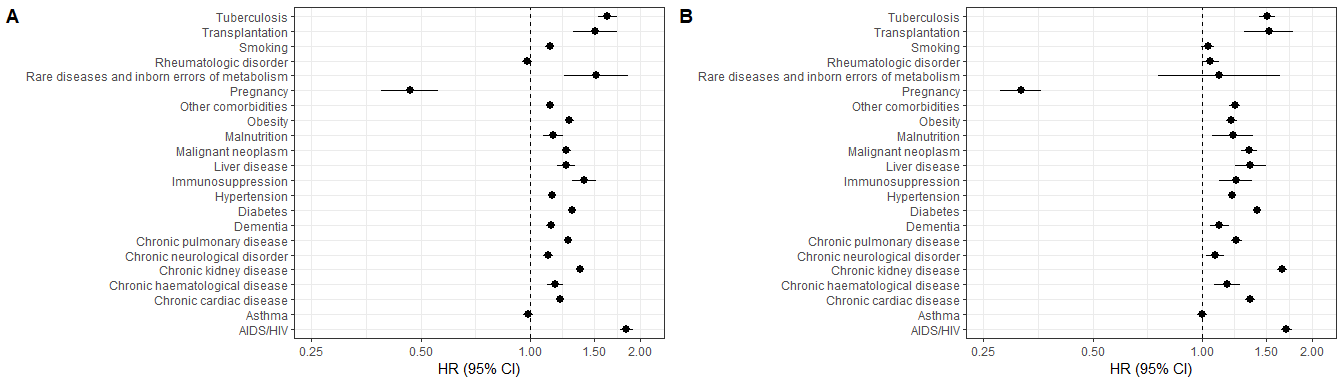 A
Tuberculosis
Transplantation
Smoking
Rheumatologic disorder
Rare diseases and inborn errors of metabolism
Pregnancy
Other comorbidities
Obesity
Malnutrition
Malignant neoplasm
Liver disease
Immunosuppression
Hypertension
Diabetes
Dementia
Chronic pulmonary disease
Chronic neurological disorder
Chronic kidney disease
Chronic haematological disease
Chronic cardiac disease
Asthma
AIDS/HIV
0.25 0.50 1.00 1.50 2.00
HR (95% CI)
B
Tuberculosis
Transplantation
Smoking
Rheumatologic disorder
Rare diseases and inborn errors of metabolism
Pregnancy
Other comorbidities
Obesity
Malnutrition
Malignant neoplasm
Liver disease
Immunosuppression
Hypertension
Diabetes
Dementia
Chronic pulmonary disease
Chronic neurological disorder
Chronic kidney disease
Chronic haematological disease
Chronic cardiac disease
Asthma
AIDS/HIV
0.25 0.50 1.00 1.50 2.00
HR (95% CI)